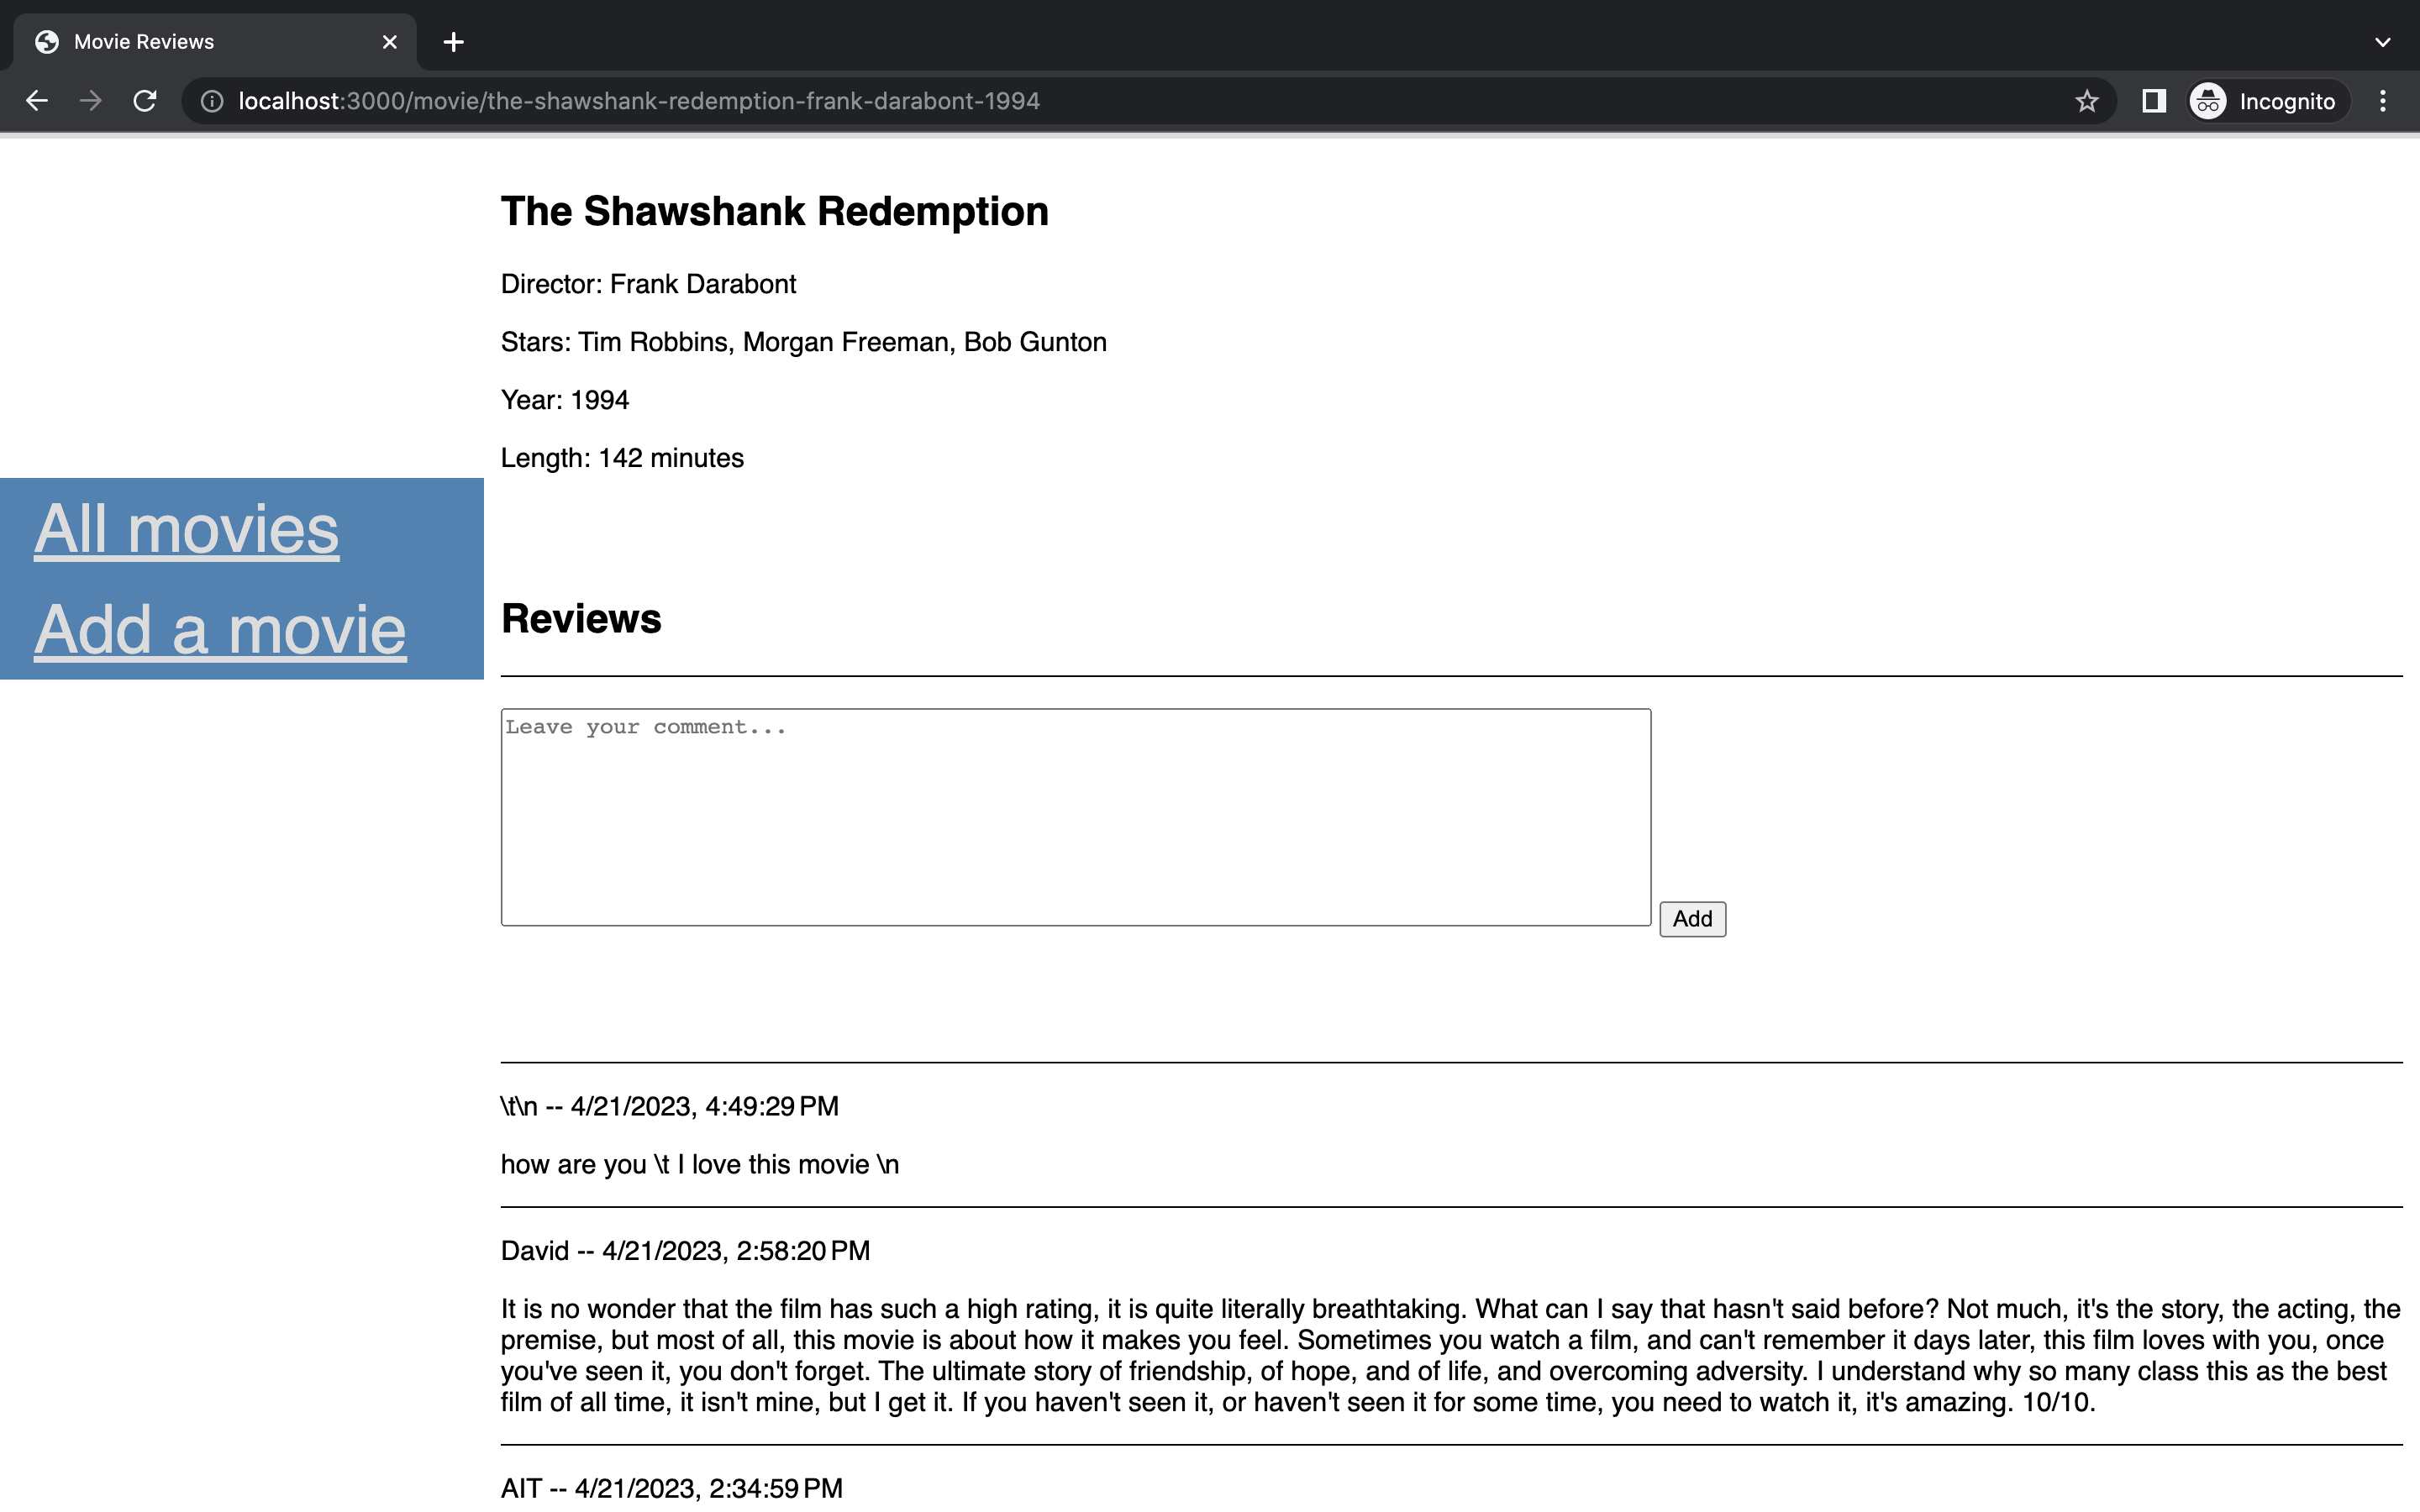 Movie Reviews
localhost:3000/movie/the-shawshank-redemption-frank-darabont-1994
Incognito
The Shawshank Redemption
Director: Frank Darabont
Stars: Tim Robbins, Morgan Freeman, Bob Gunton
Year: 1994
Length: 142 minutes
All movies
Add a movie
Reviews
Leave your comment...
Add
\t\n -- 4/21/2023, 4:49:29 PM
how are you \t I love this movie \n
David -- 4/21/2023, 2:58:20 PM
It is no wonder that the film has such a high rating, it is quite literally breathtaking. What can I say that hasn't said before? Not much, it's the story, the acting, the
premise, but most of all, this movie is about how it makes you feel. Sometimes you watch a film, and can't remember it days later, this film loves with you, once
you've seen it, you don't forget. The ultimate story of friendship, of hope, and of life, and overcoming adversity. I understand why so many class this as the best
film of all time, it isn't mine, but I get it. If you haven't seen it, or haven't seen it for some time, you need to watch it, it's amazing. 10/10.
AIT -- 4/21/2023, 2:34:59 PM